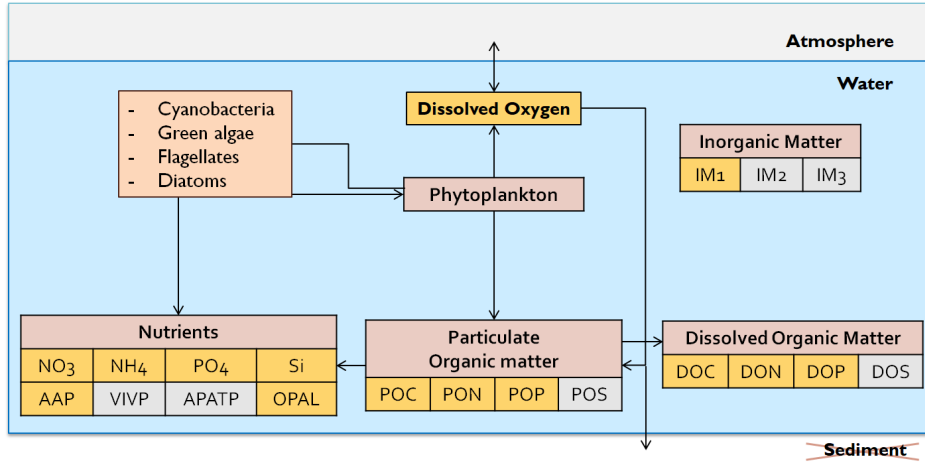 Atmosphere
Water
- Cyanobacteria
- Green algae
- Flagellates
- Diatoms
Dissolved Oxygen
Inorganic Matter
IM1 IM2 IM3
Phytoplankton
Nutrients
NO3 NH4 PO4 Si
AAP VIVP APATP OPAL
Particulate
Organic matter
POC PON POP POS
Dissolved Organic Matter
DOC DON DOP DOS
Sediment